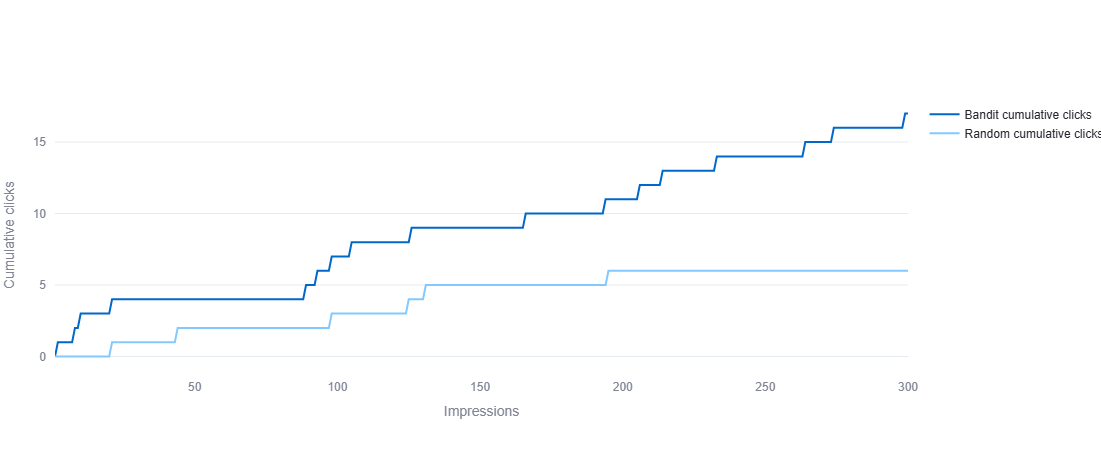 Bandit cumulative clicks
Random cumulative clicks
15
10
5
0
Cumulative clicks
50 100 150 200 250 300
Impressions